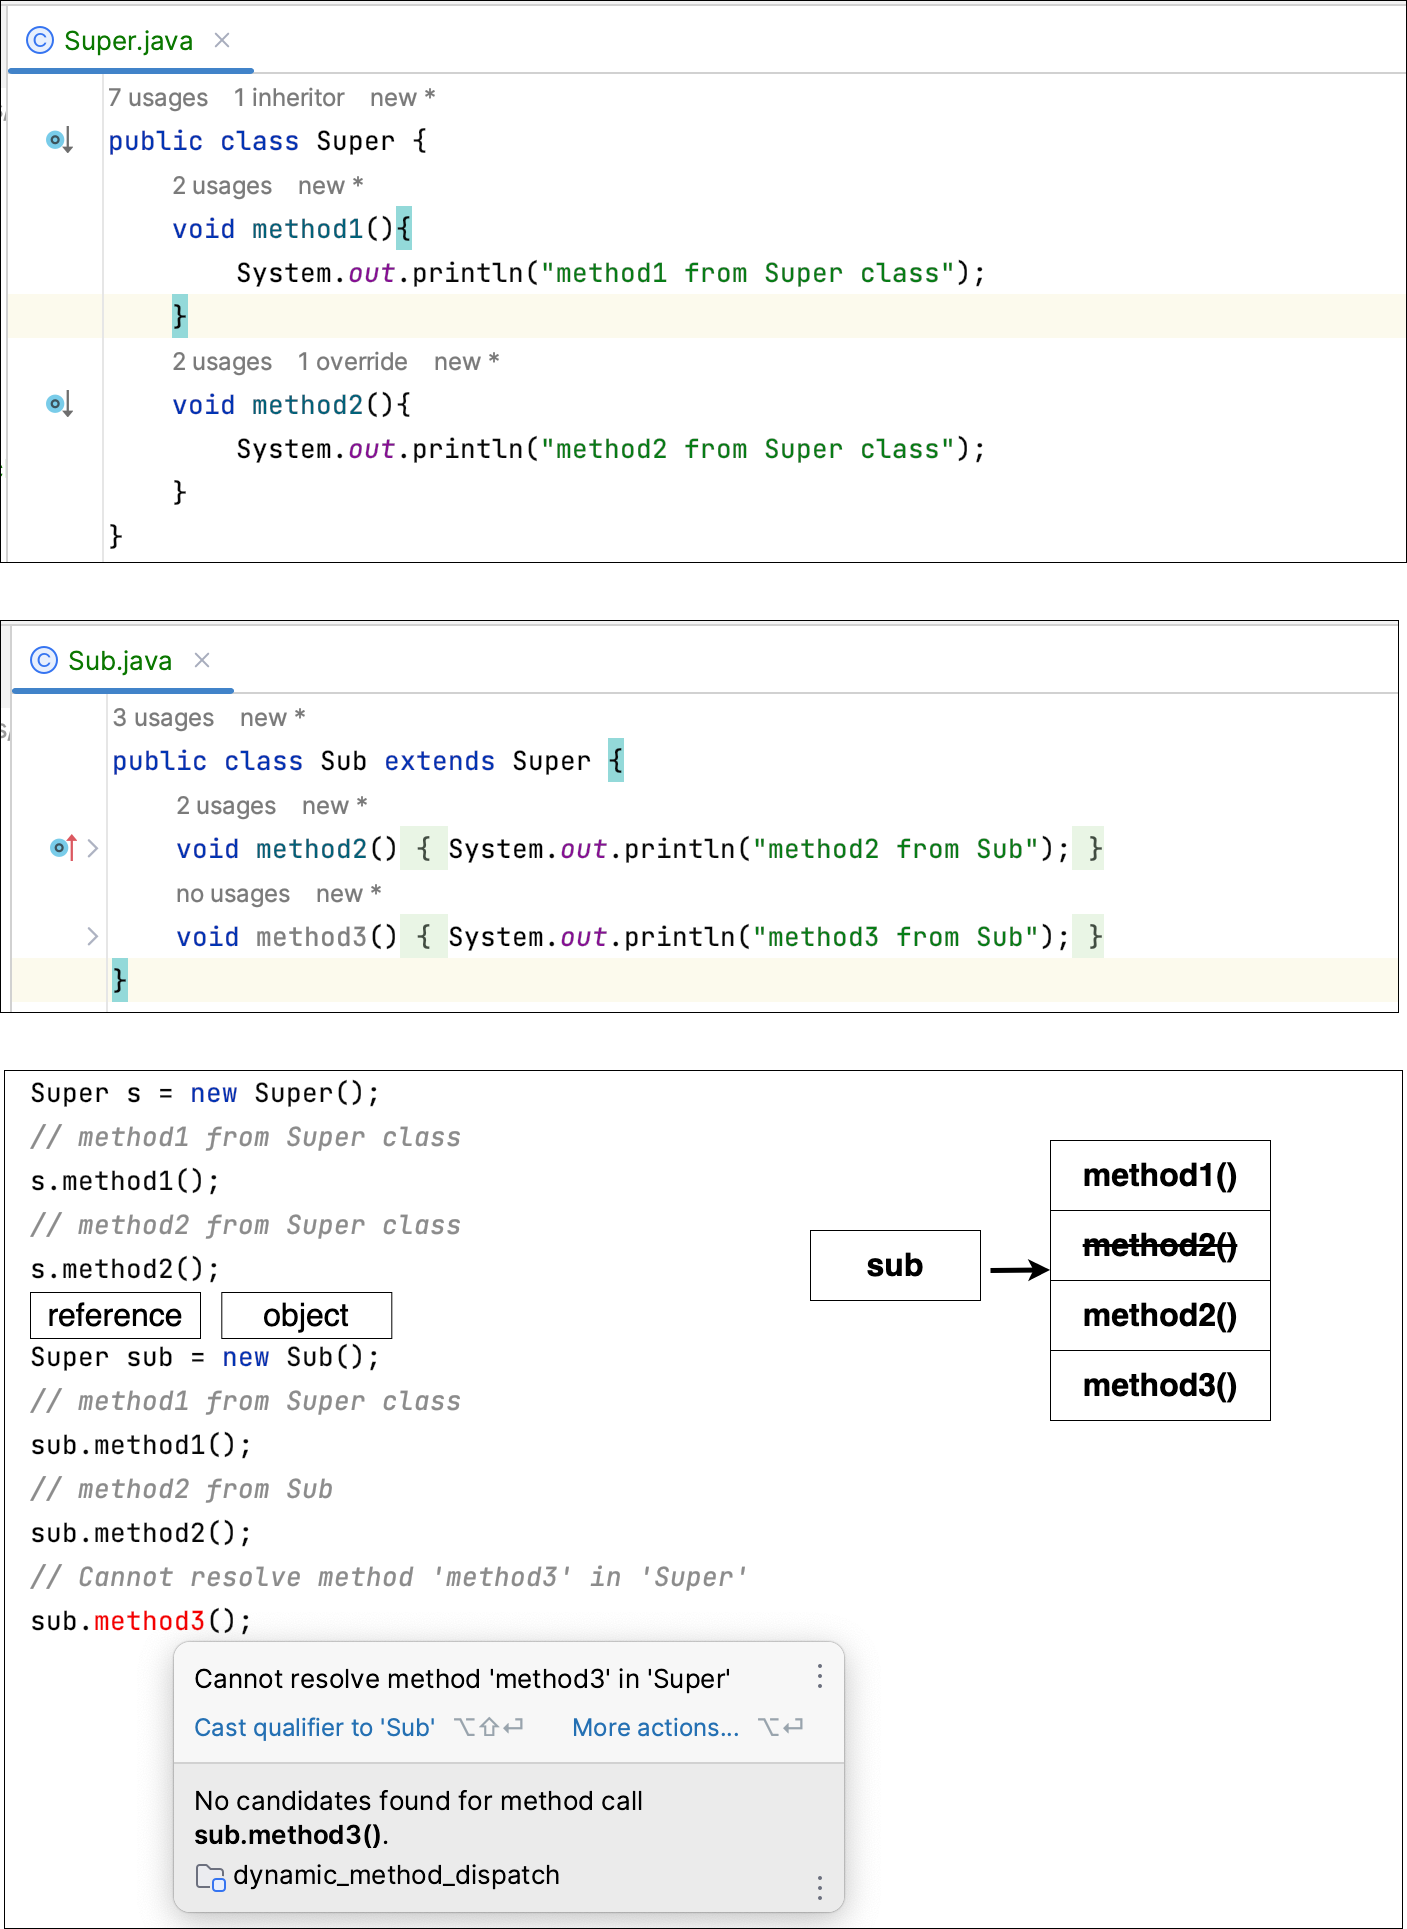 Super.java
7 usages 1 inheritor new *
public class Super {
2 usages new *
void method1(){
System.out.println("method1 from Super class");
}
2 usages 1 override new *
void method2(){
System.out.println("method2 from Super class");
}
}
Sub.java
3 usages new *
public class Sub extends Super {
2 usages new *
void method2() { System.out.println("method2 from Sub"); }
no usages new *
void method3() { System.out.println("method3 from Sub"); }
}
Super s = new Super();
// method1 from Super class
s.method1();
// method2 from Super class
s.method2();
reference object
Super sub = new Sub();
// method1 from Super class
sub.method1();
// method2 from Sub
sub.method2();
// Cannot resolve method 'method3' in 'Super'
sub.method3();
Cannot resolve method 'method3' in 'Super'
Cast qualifier to 'Sub' ⌥⇧⏎ More actions... ⌥⏎
No candidates found for method call
sub.method3().
dynamic_method_dispatch
sub
method1()
method2()
method2()
method3()